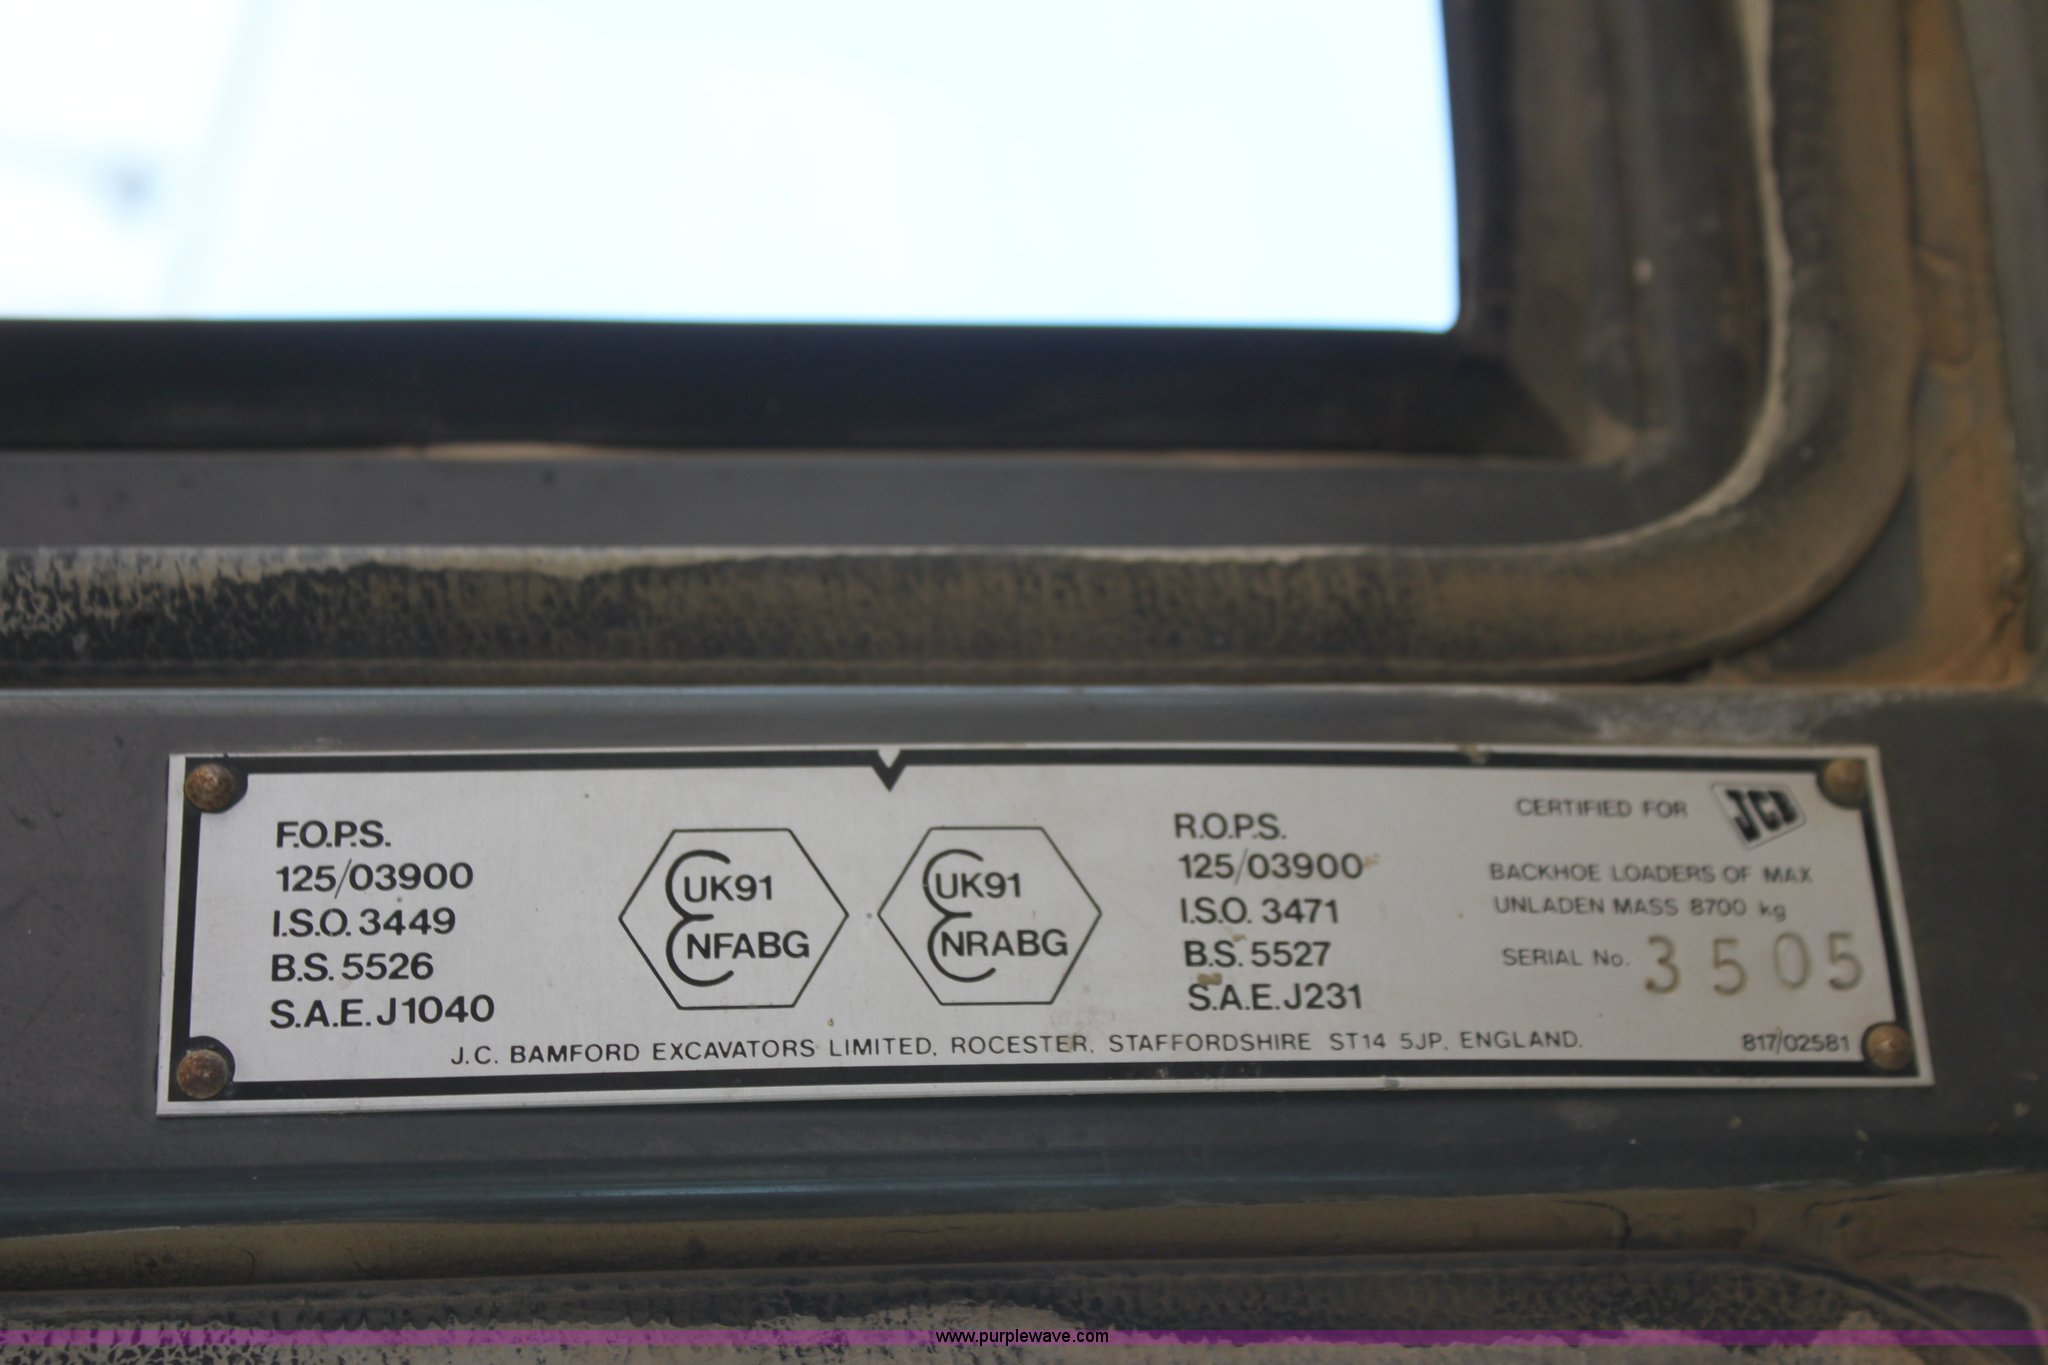 F.O.P.S.
125/03900
I.S.O. 3449
B.S. 5526
S.A.E. J1040
UK91
NFABG
UK91
NRABG
R.O.P.S.
125/03900
I.S.O. 3471
B.S. 5527
S.A.E. J231
CERTIFIED FOR JCB
BACKHOE LOADERS OF MAX
UNLADEN MASS 8700 kg
SERIAL No. 3505
J.C. BAMFORD EXCAVATORS LIMITED, ROCESTER, STAFFORDSHIRE ST14 5JP, ENGLAND.
817/02581
www.purplewave.com